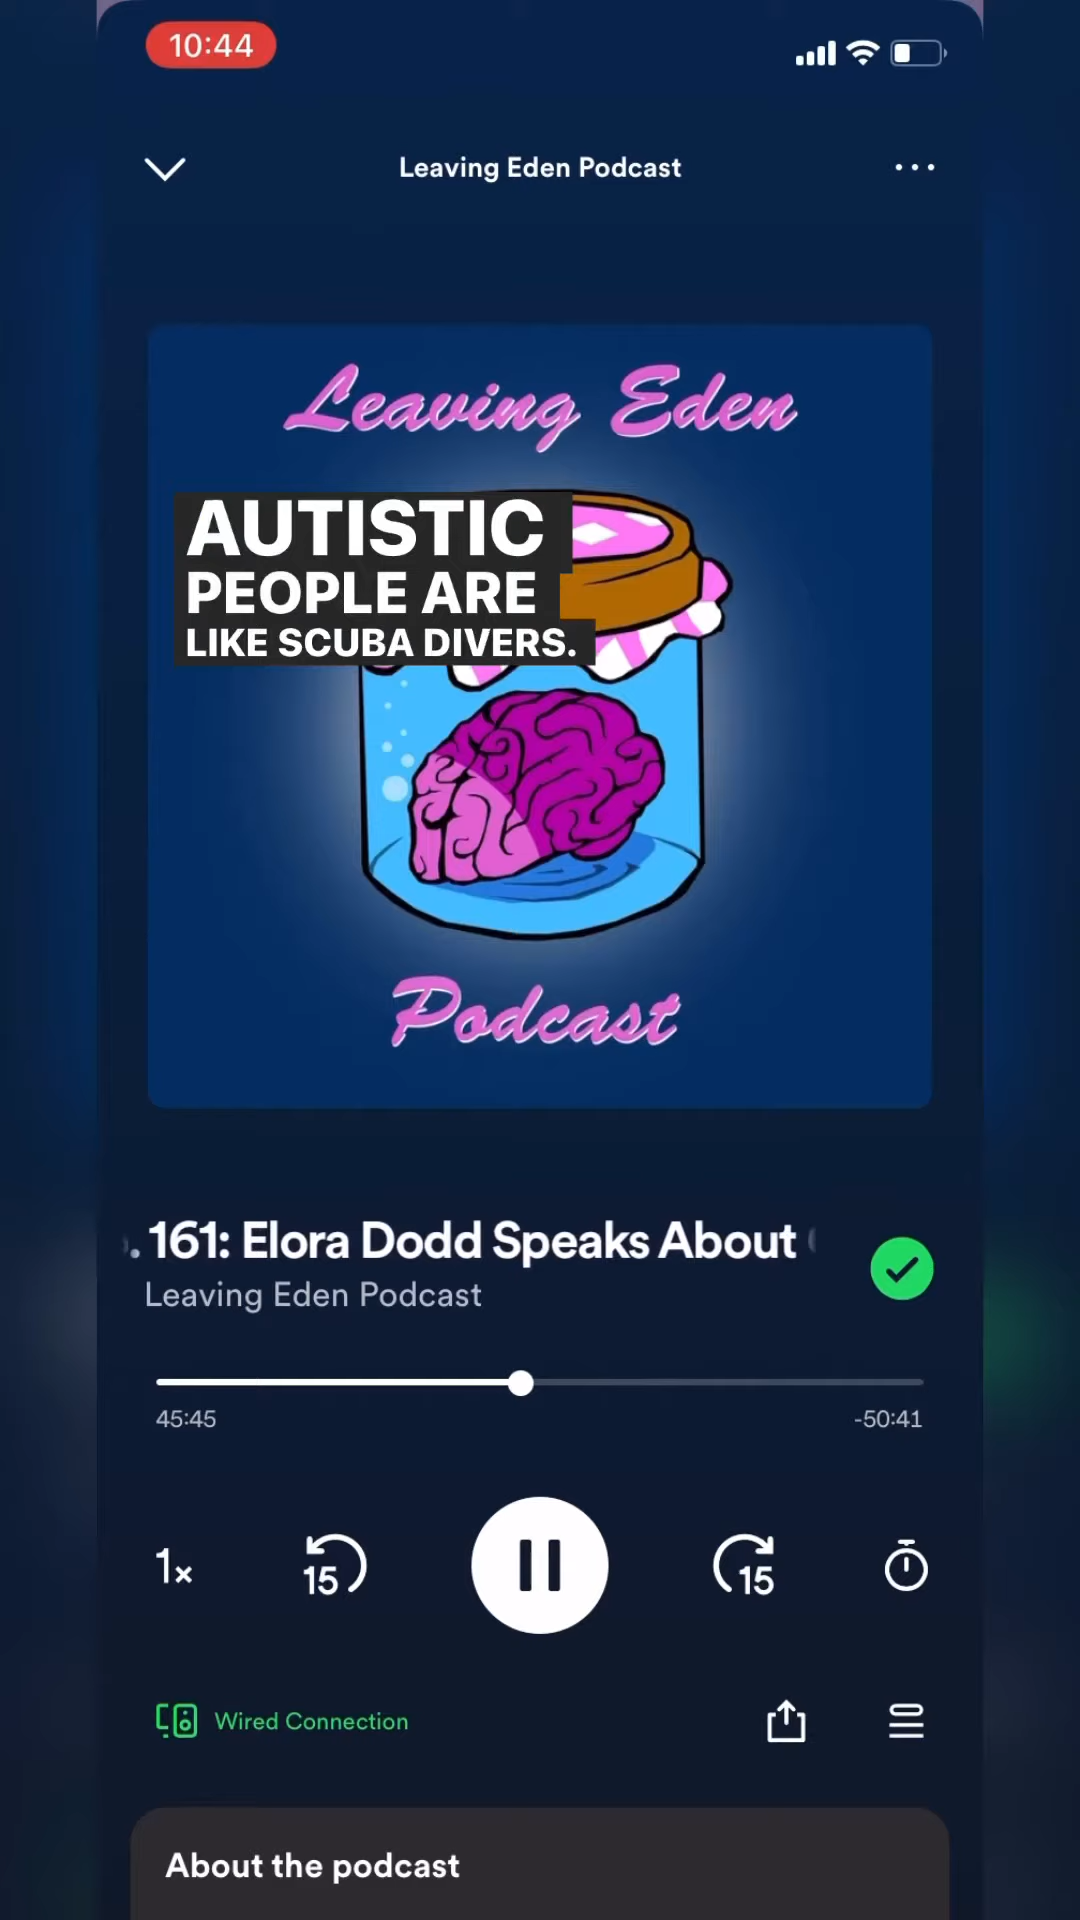 10:44
Leaving Eden Podcast
Leaving Eden
AUTISTIC
PEOPLE ARE
LIKE SCUBA DIVERS.
Podcast
. 161: Elora Dodd Speaks About
Leaving Eden Podcast
45:45
-50:41
1x
15
15
Wired Connection
About the podcast